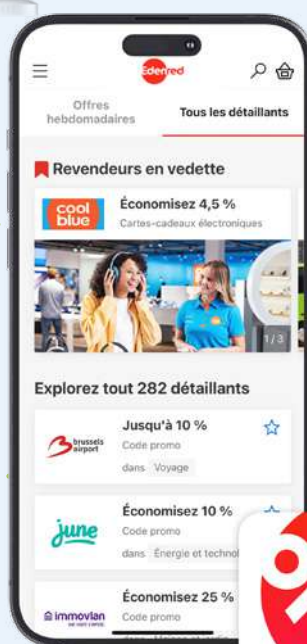 Edenred
Offres
hebdomadaires
Tous les détaillants
Revendeurs en vedette
cool
blue
Économisez 4,5 %
Cartes-cadeaux électroniques
1/3
Explorez tout 282 détaillants
brussels
airport
Jusqu'à 10 %
Code promo
dans Voyage
june
Économisez 10 %
Code promo
dans Énergie et technol
immovlan
Économisez 25 %
Code promo